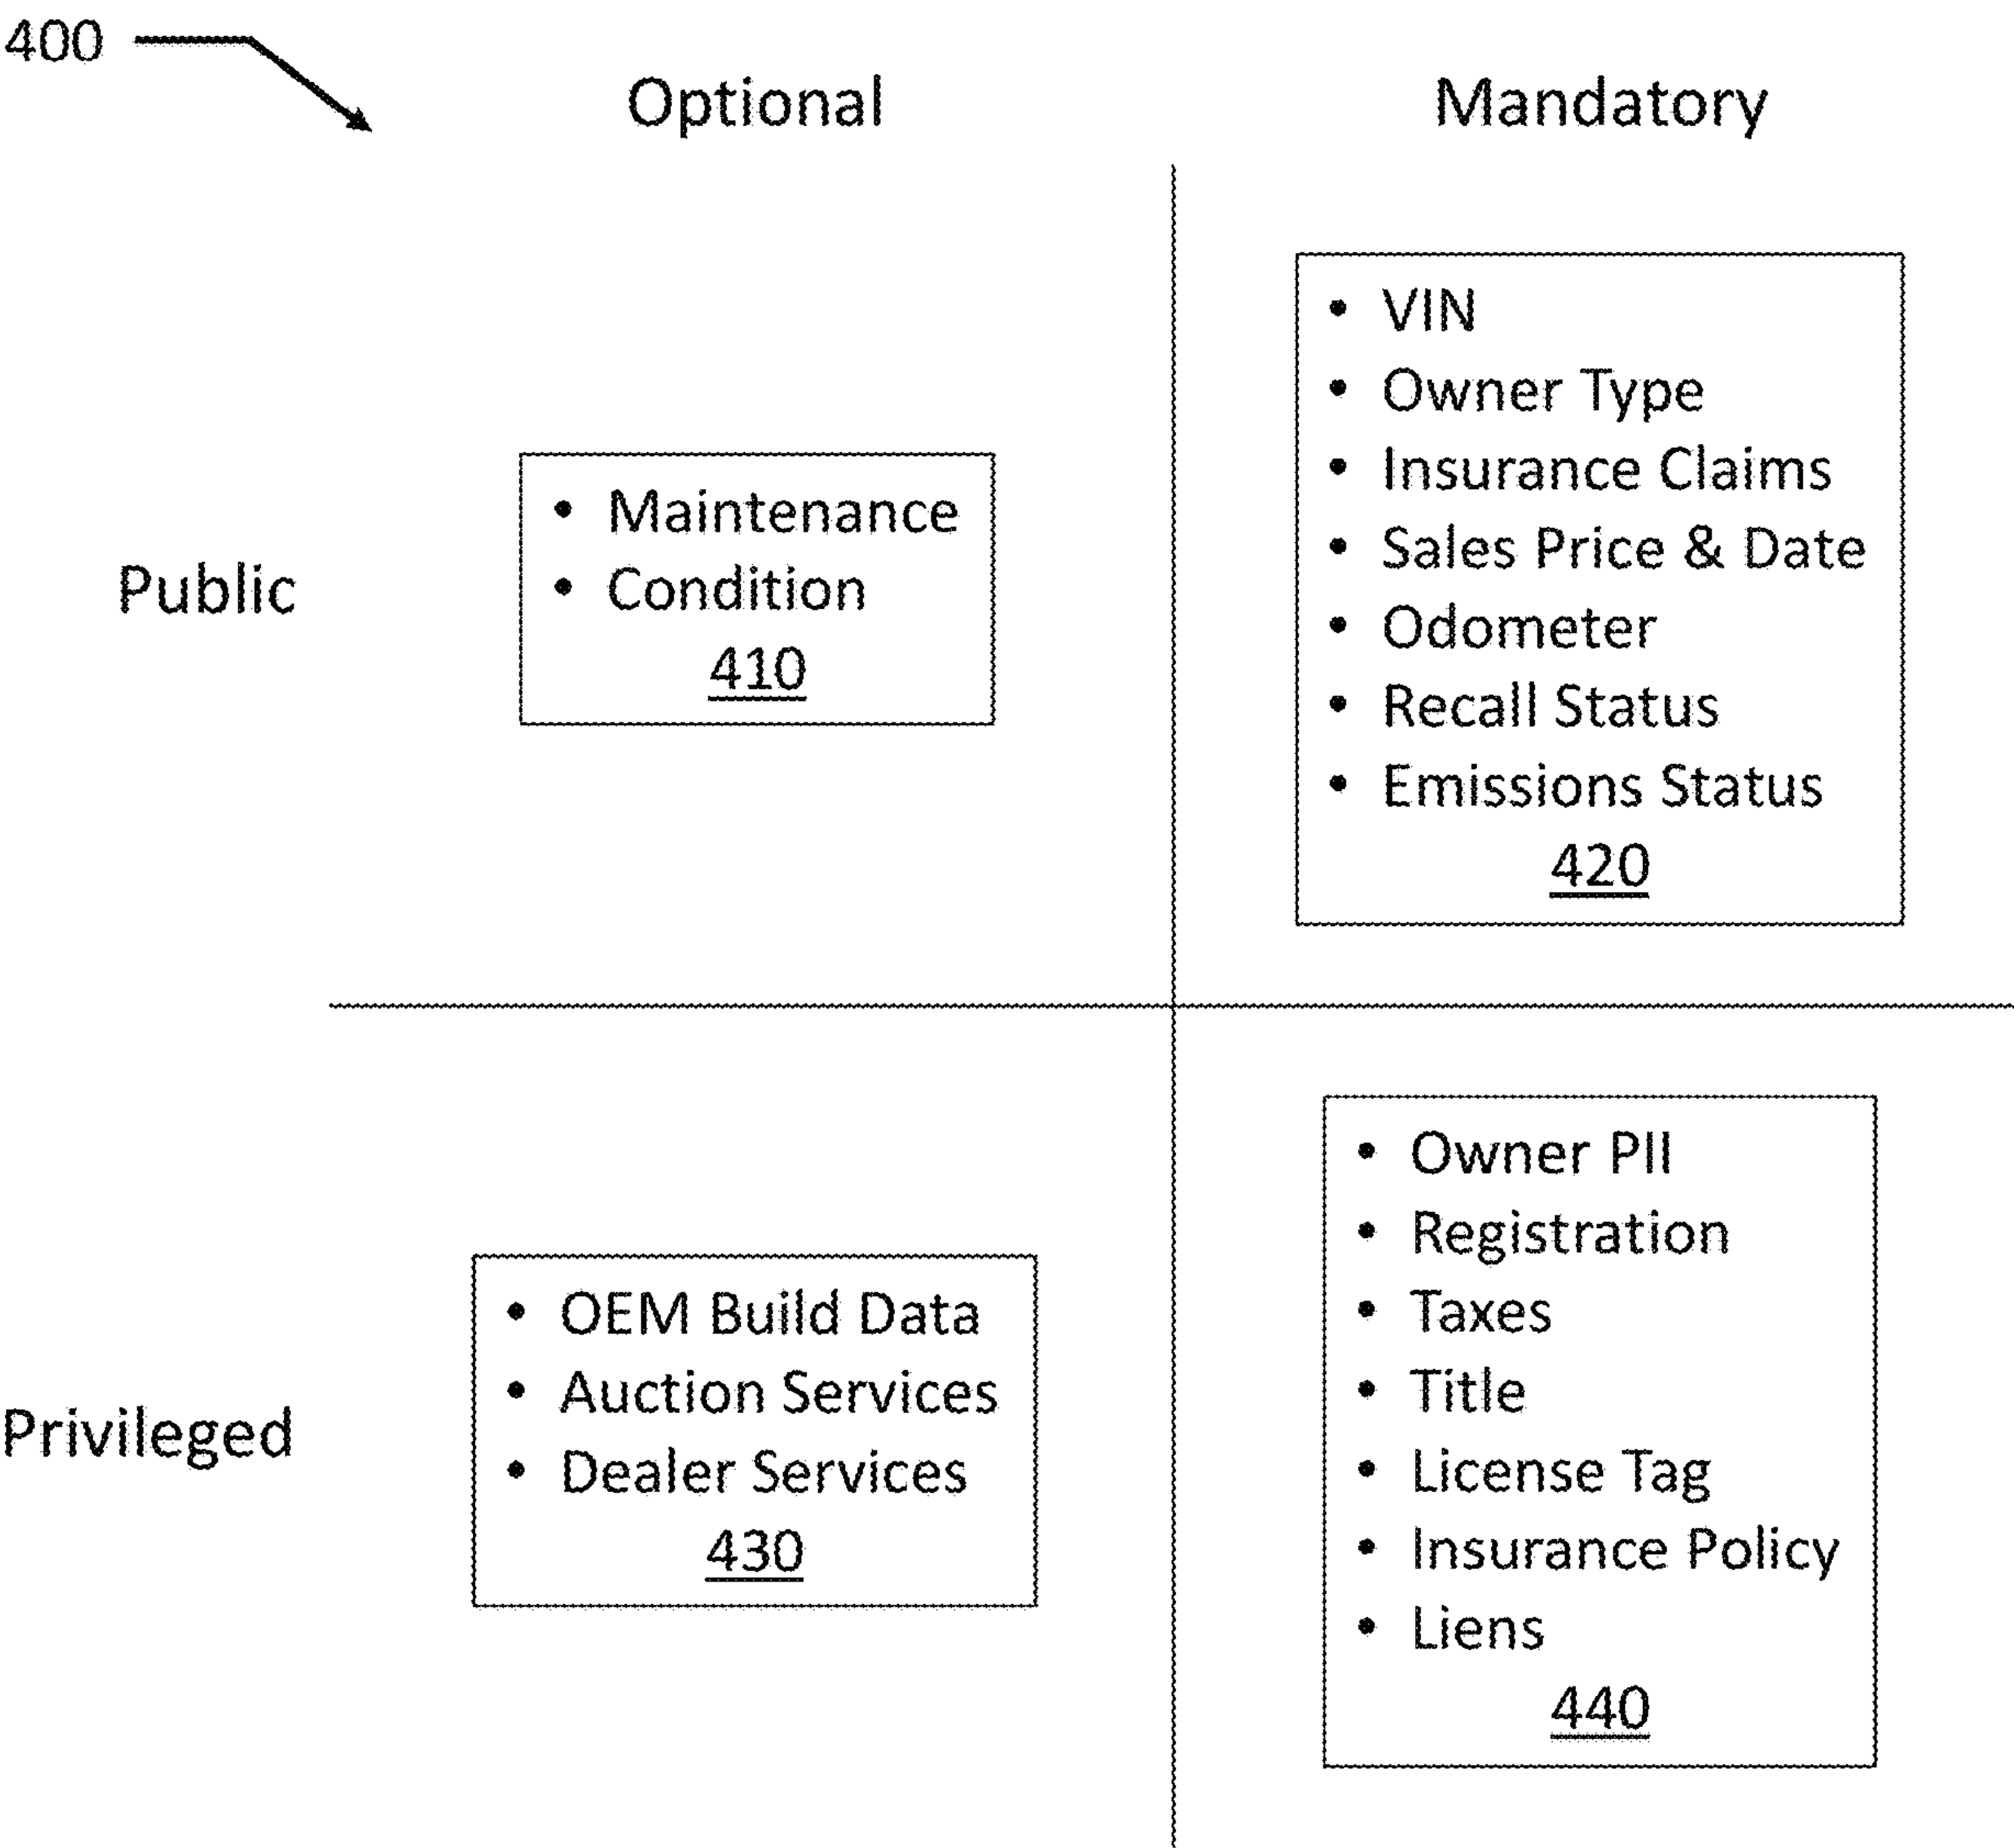 400
Optional
Mandatory
Public
• Maintenance
• Condition
410
• VIN
• Owner Type
• Insurance Claims
• Sales Price & Date
• Odometer
• Recall Status
• Emissions Status
420
Privileged
• OEM Build Data
• Auction Services
• Dealer Services
430
• Owner PII
• Registration
• Taxes
• Title
• License Tag
• Insurance Policy
• Liens
440